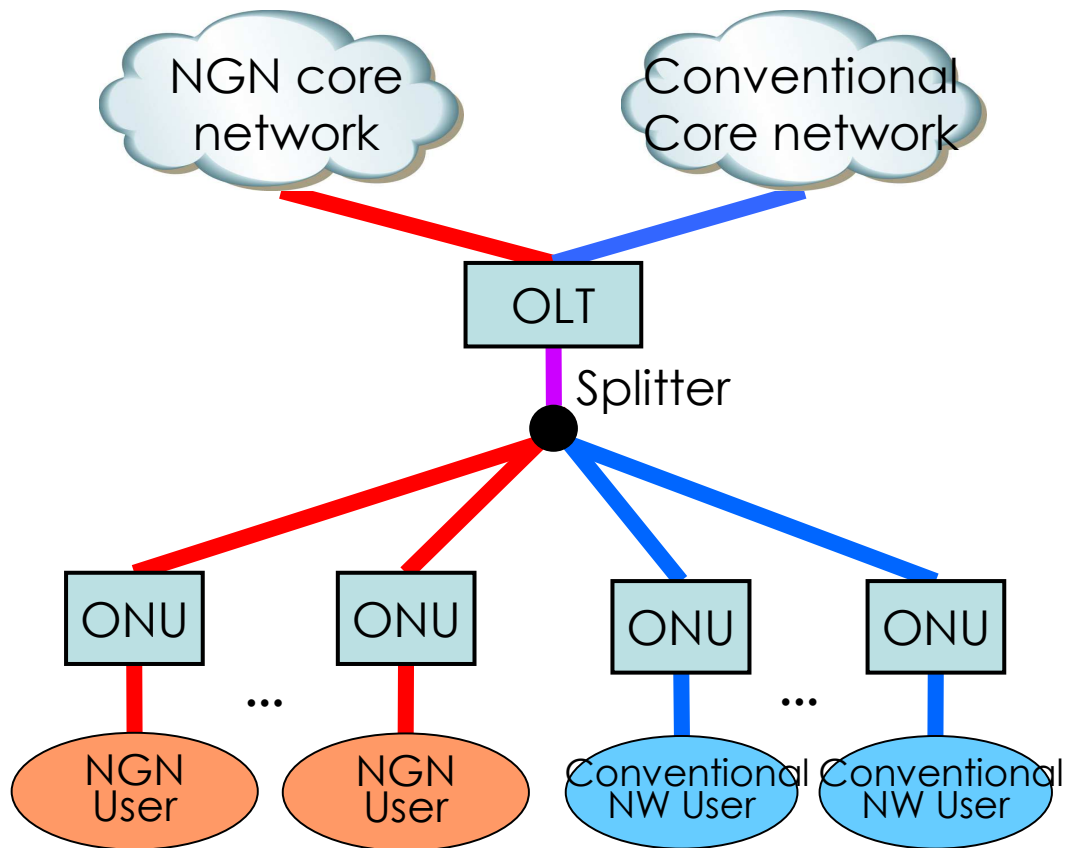 NGN core
network
Conventional
Core network
OLT
Splitter
ONU
ONU
ONU
ONU
...
...
NGN
User
NGN
User
Conventional
NW User
Conventional
NW User